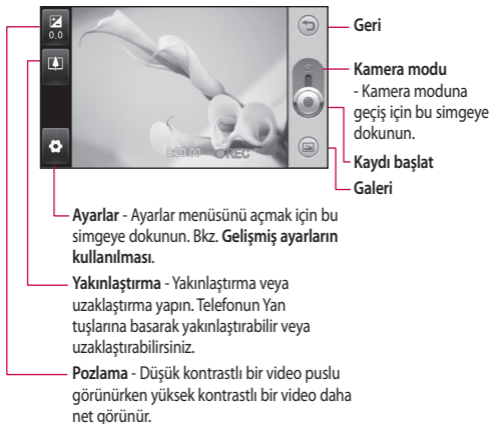 0.0
0:00:00 REC
Geri
Kamera modu
- Kamera moduna
geçiş için bu simgeye
dokunun.
Kaydı başlat
Galeri
Ayarlar - Ayarlar menüsünü açmak için bu
simgeye dokunun. Bkz. Gelişmiş ayarların
kullanılması.
Yakınlaştırma - Yakınlaştırma veya
uzaklaştırma yapın. Telefonun Yan
tuşlarına basarak yakınlaştırabilir veya
uzaklaştırabilirsiniz.
Pozlama - Düşük kontrastlı bir video puslu
görünürken yüksek kontrastlı bir video daha
net görünür.